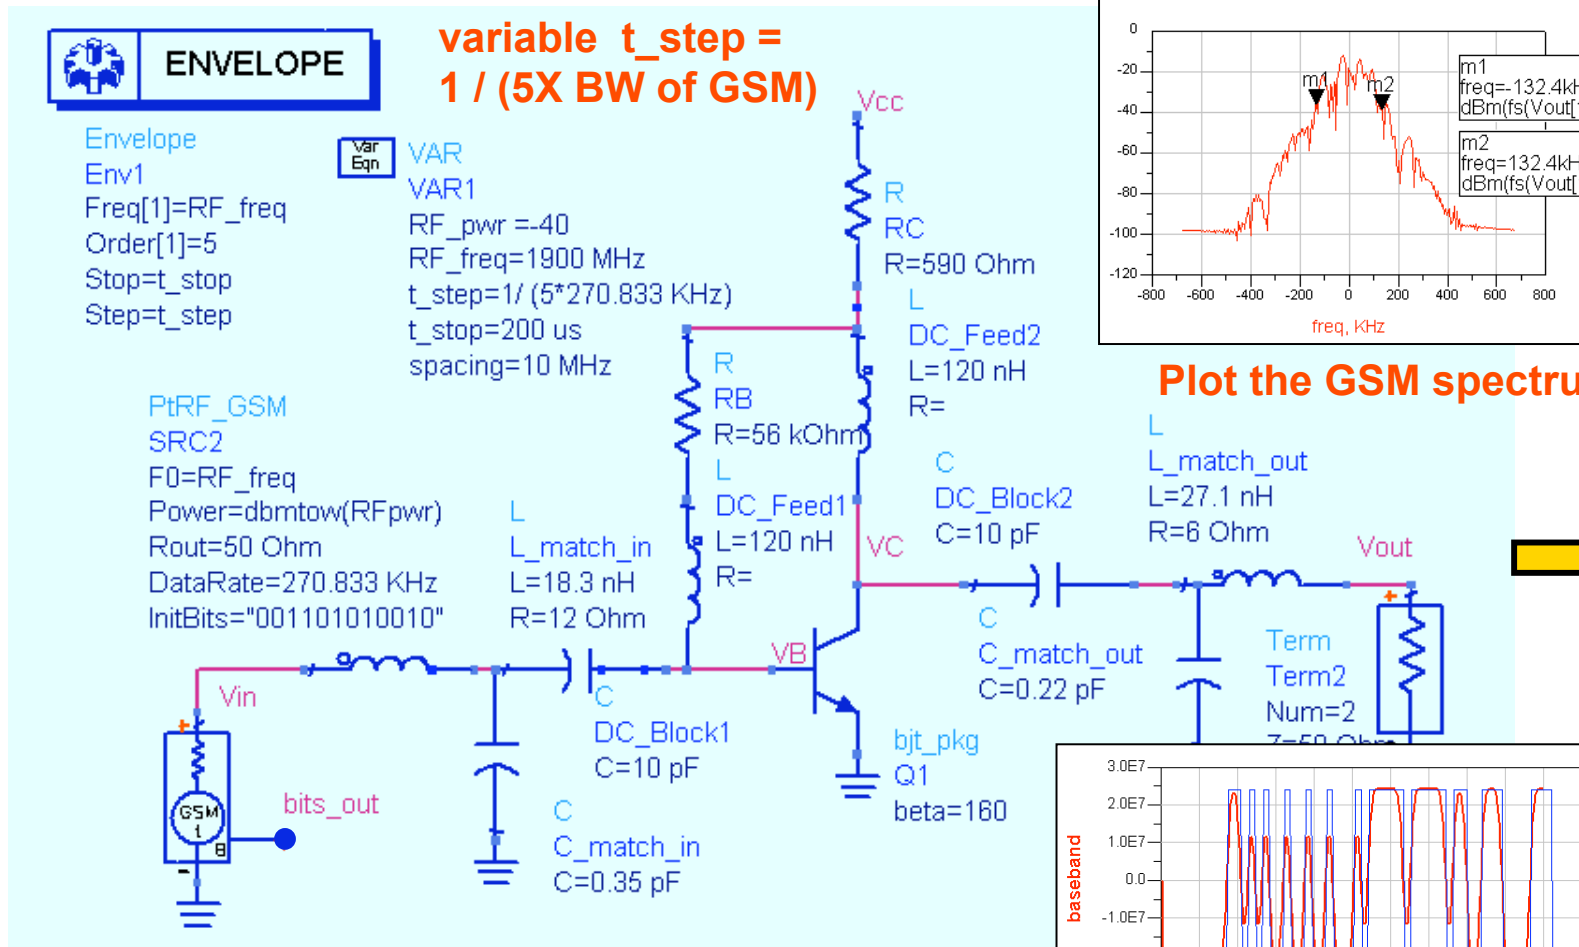 variable t_step =
1 / (5X BW of GSM)
ENVELOPE
Envelope
Env1
Freq[1]=RF_freq
Order[1]=5
Stop=t_stop
Step=t_step
Var
Eqn
VAR
VAR1
RF_pwr =-40
RF_freq=1900 MHz
t_step=1/ (5*270.833 KHz)
t_stop=200 us
spacing=10 MHz
Vcc
R
RC
R=590 Ohm
L
DC_Feed2
L=120 nH
R=
R
RB
R=56 kOhm
L
DC_Feed1
L=120 nH
R=
PtRF_GSM
SRC2
F0=RF_freq
Power=dbmtow(RFpwr)
Rout=50 Ohm
DataRate=270.833 KHz
InitBits="001101010010"
L
L_match_in
L=18.3 nH
R=12 Ohm
VC
C
DC_Block2
C=10 pF
L
L_match_out
L=27.1 nH
R=6 Ohm
Vout
Vin
VB
C
DC_Block1
C=10 pF
C
C_match_out
C=0.22 pF
Term
Term2
Num=2
Z=50 Ohm
bjt_pkg
Q1
beta=160
GSM
t
B
bits_out
C
C_match_in
C=0.35 pF
0
-20
-40
-60
-80
-100
-120
-800
-600
-400
-200
0
200
400
600
800
freq, KHz
m1
m2
m1
freq=-132.4kH
dBm(fs(Vout[
m2
freq=132.4kH
dBm(fs(Vout[
Plot the GSM spectru
3.0E7
2.0E7
1.0E7
0.0
-1.0E7
baseband